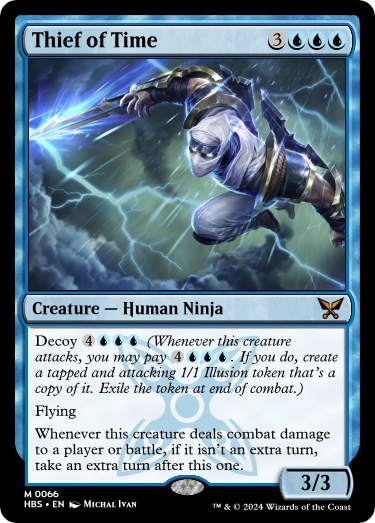 Thief of Time 3
Creature — Human Ninja
Decoy 4 (Whenever this creature
attacks, you may pay 4. If you do, create
a tapped and attacking 1/1 Illusion token that's a
copy of it. Exile the token at end of combat.)
Flying
Whenever this creature deals combat damage
to a player or battle, if it isn't an extra turn,
take an extra turn after this one.
3/3
M 0066
HBS • EN Michal Ivan
™ & © 2024 Wizards of the Coast